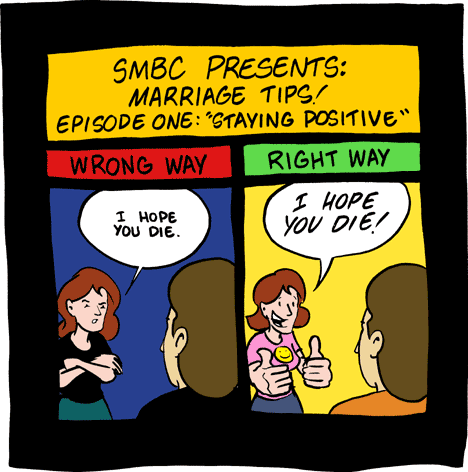 SMBC PRESENTS:
MARRIAGE TIPS!
EPISODE ONE: "STAYING POSITIVE"
WRONG WAY
RIGHT WAY
I HOPE
YOU DIE.
I HOPE
YOU DIE!